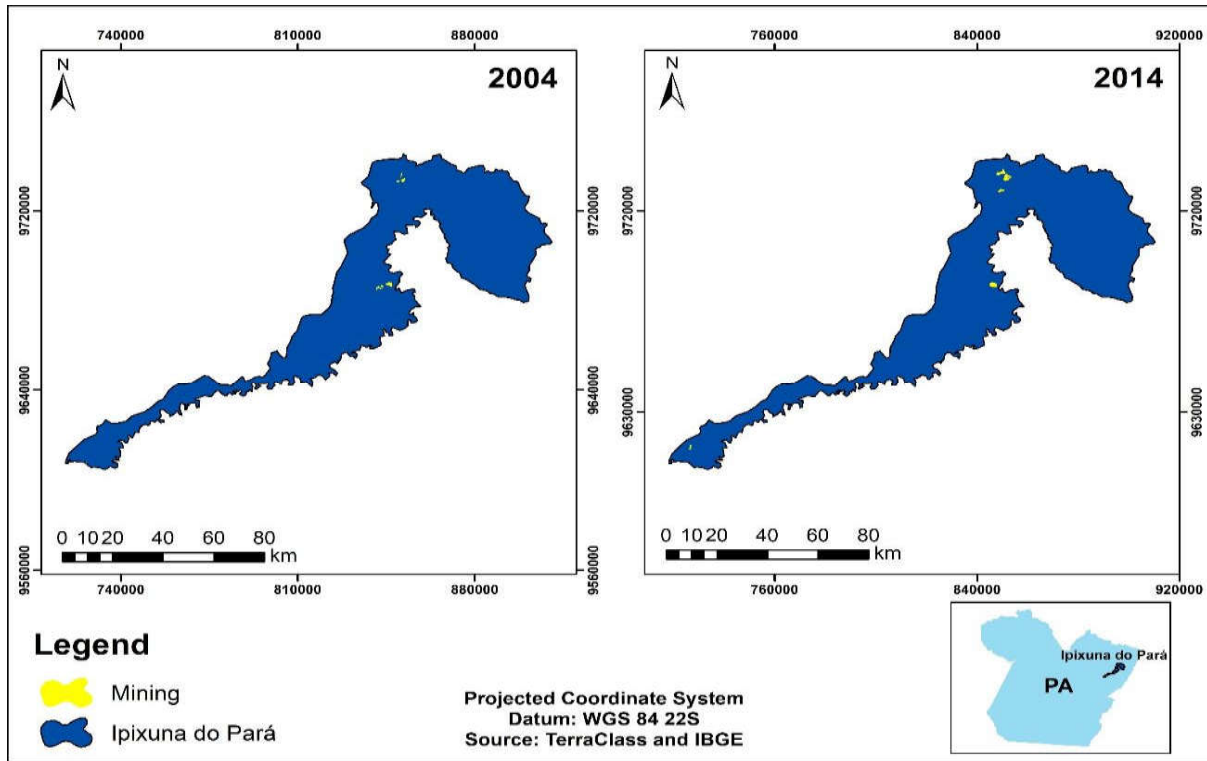 740000 810000 880000
760000 840000 920000
N
2004
N
2014
9720000
9720000
9720000
9720000
9640000
9640000
9630000
9630000
9560000
9560000
0 10 20 40 60 80
km
0 10 20 40 60 80
km
740000 810000 880000
760000 840000 920000
Legend
Mining
Ipixuna do Pará
Projected Coordinate System
Datum: WGS 84 22S
Source: TerraClass and IBGE
Ipixuna do Pará
PA